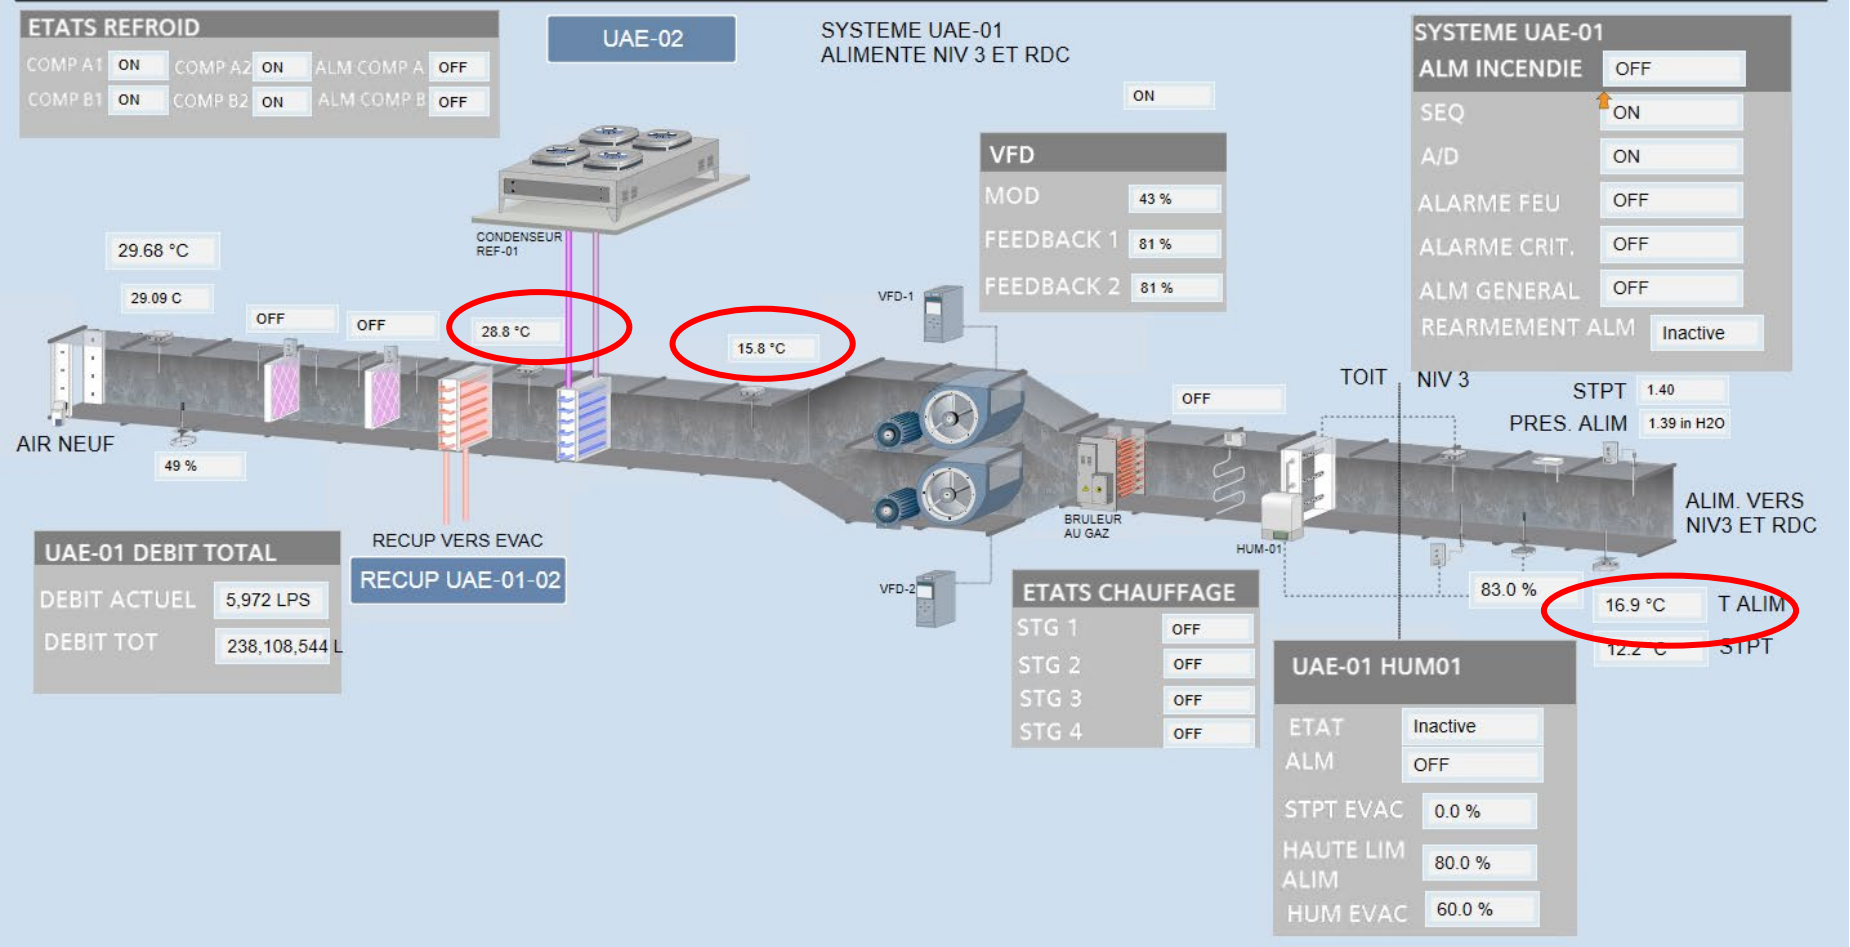 ETATS REFROID
COMP A1 ON COMP A2 ON ALM COMP A OFF
COMP B1 ON COMP B2 ON ALM COMP B OFF
UAE-02
SYSTEME UAE-01
ALIMENTE NIV 3 ET RDC
ON
SYSTEME UAE-01
ALM INCENDIE OFF
SEQ ON
A/D ON
ALARME FEU OFF
ALARME CRIT. OFF
ALM GENERAL OFF
REARMEMENT ALM Inactive
VFD
MOD 43 %
FEEDBACK 1 81 %
FEEDBACK 2 81 %
CONDENSEUR
REF-01
29.68 °C
29.09 C
OFF
OFF
28.8 °C
15.8 °C
VFD-1
OFF
TOIT
NIV 3
STPT 1.40
PRES. ALIM 1.39 in H2O
AIR NEUF
49 %
BRULEUR
AU GAZ
HUM-01
ALIM. VERS
NIV3 ET RDC
RECUP VERS EVAC
RECUP UAE-01-02
VFD-2
83.0 %
16.9 °C T ALIM
12.2 °C STPT
UAE-01 DEBIT TOTAL
DEBIT ACTUEL 5,972 LPS
DEBIT TOT 238,108,544 L
ETATS CHAUFFAGE
STG 1 OFF
STG 2 OFF
STG 3 OFF
STG 4 OFF
UAE-01 HUM01
ETAT Inactive
ALM OFF
STPT EVAC 0.0 %
HAUTE LIM
ALIM 80.0 %
HUM EVAC 60.0 %